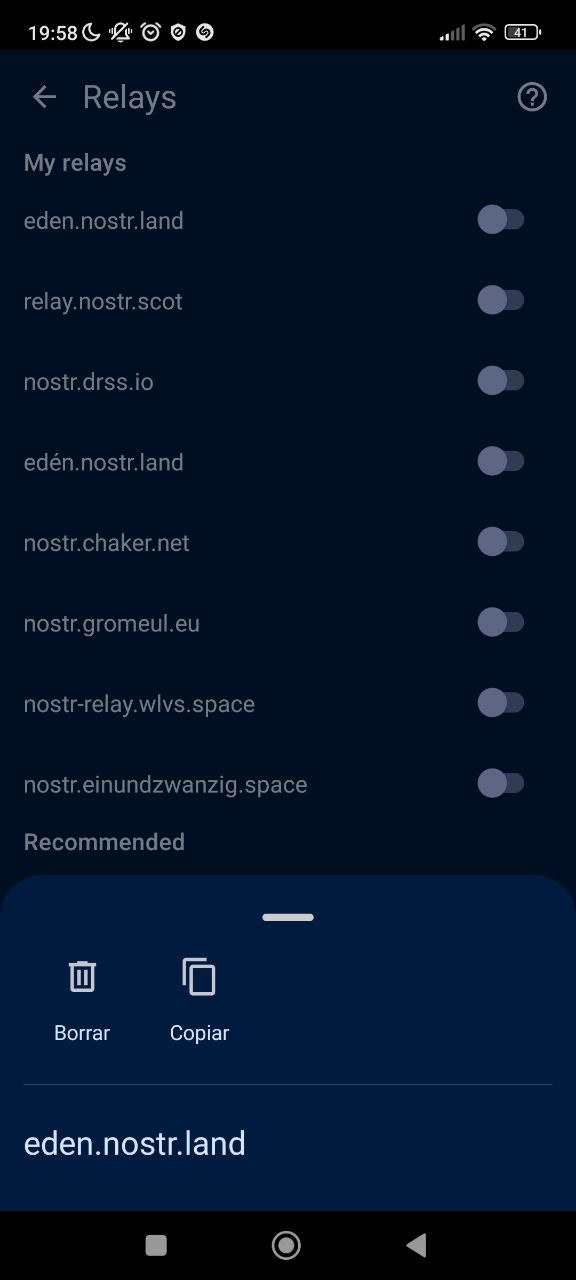 19:58
41
Relays
My relays
eden.nostr.land
relay.nostr.scot
nostr.drss.io
edén.nostr.land
nostr.chaker.net
nostr.gromeul.eu
nostr-relay.wlvs.space
nostr.einundzwanzig.space
Recommended
Borrar Copiar
eden.nostr.land